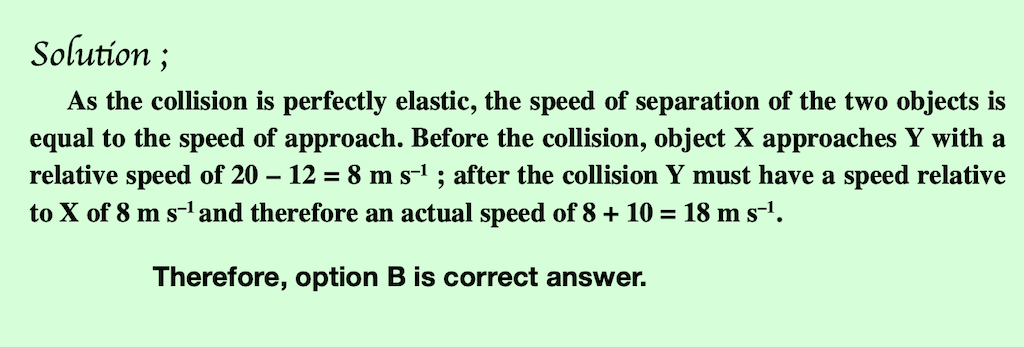 Solution ;
As the collision is perfectly elastic, the speed of separation of the two objects is
equal to the speed of approach. Before the collision, object X approaches Y with a
relative speed of 20 – 12 = 8 m s⁻¹ ; after the collision Y must have a speed relative
to X of 8 m s⁻¹ and therefore an actual speed of 8 + 10 = 18 m s⁻¹.
Therefore, option B is correct answer.